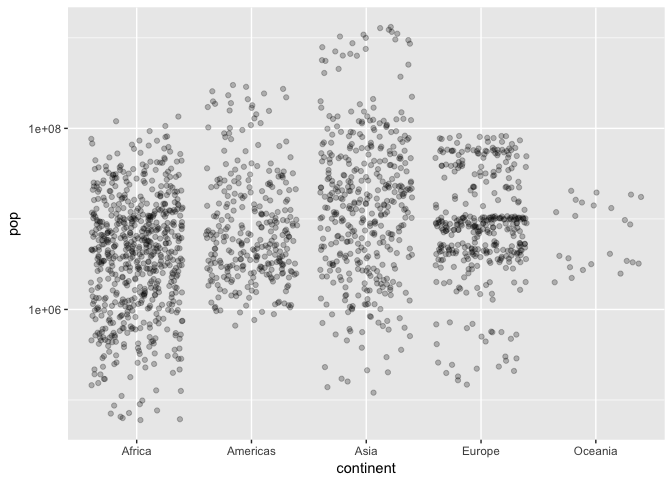 pop
1e+08
1e+06
Africa
Americas
Asia
Europe
Oceania
continent